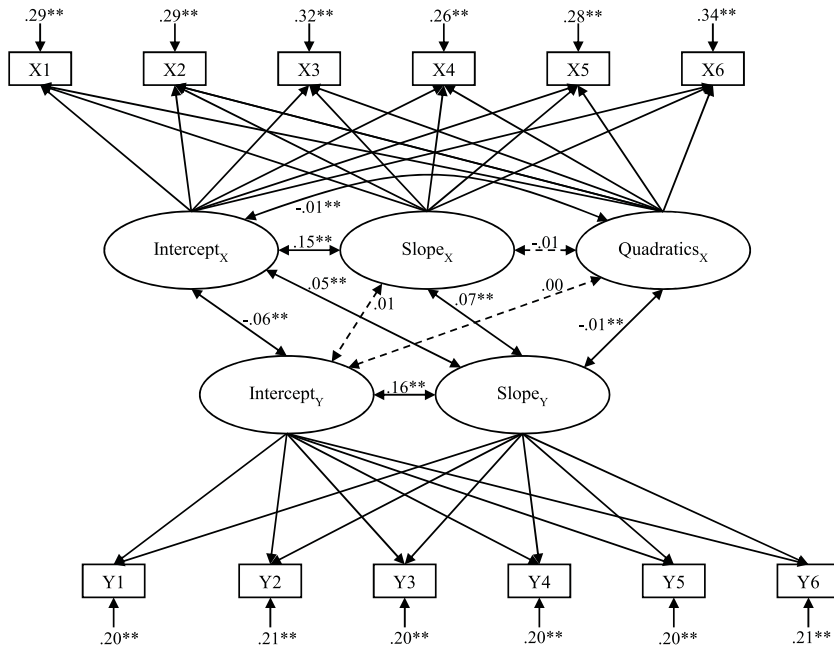 .29** .29** .32** .26** .28** .34**
X1 X2 X3 X4 X5 X6
-.01**
Intercept_X .15** Slope_X -.01 Quadratics_X
.05** .01 .07** .00
-.06** -.01**
Intercept_Y .16** Slope_Y
Y1 Y2 Y3 Y4 Y5 Y6
.20** .21** .20** .20** .20** .21**